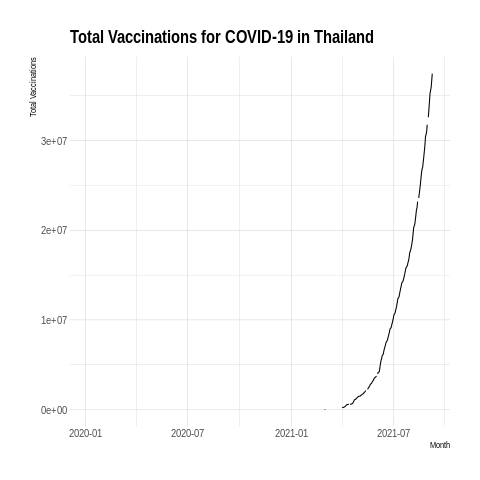 Total Vaccinations for COVID-19 in Thailand
Total Vaccinations
3e+07
2e+07
1e+07
0e+00
2020-01 2020-07 2021-01 2021-07
Month